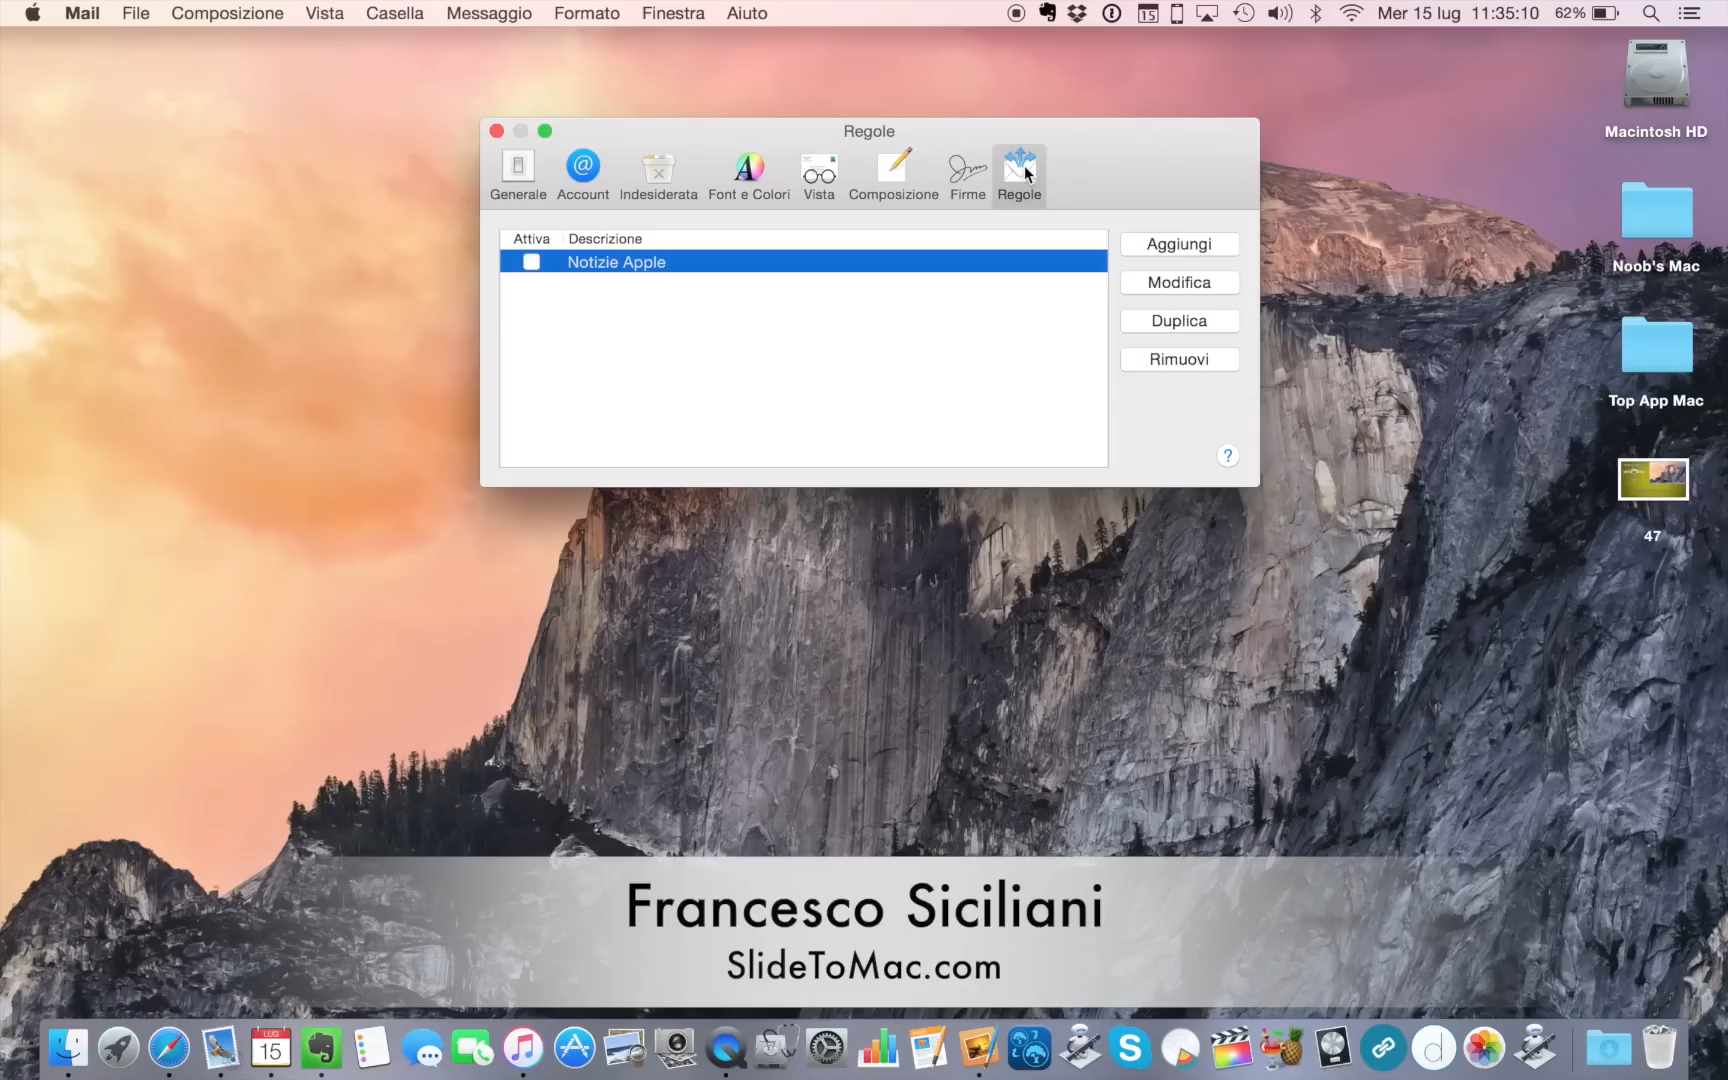 Mail File Composizione Vista Casella Messaggio Formato Finestra Aiuto 15 Mer 15 lug 11:35:10 62%
Macintosh HD
Regole
Generale Account Indesiderata Font e Colori Vista Composizione Firme Regole
Attiva Descrizione
Notizie Apple
Aggiungi
Modifica
Duplica
Rimuovi
?
Noob's Mac
Top App Mac
47
Francesco Siciliani
SlideToMac.com
LUG
15